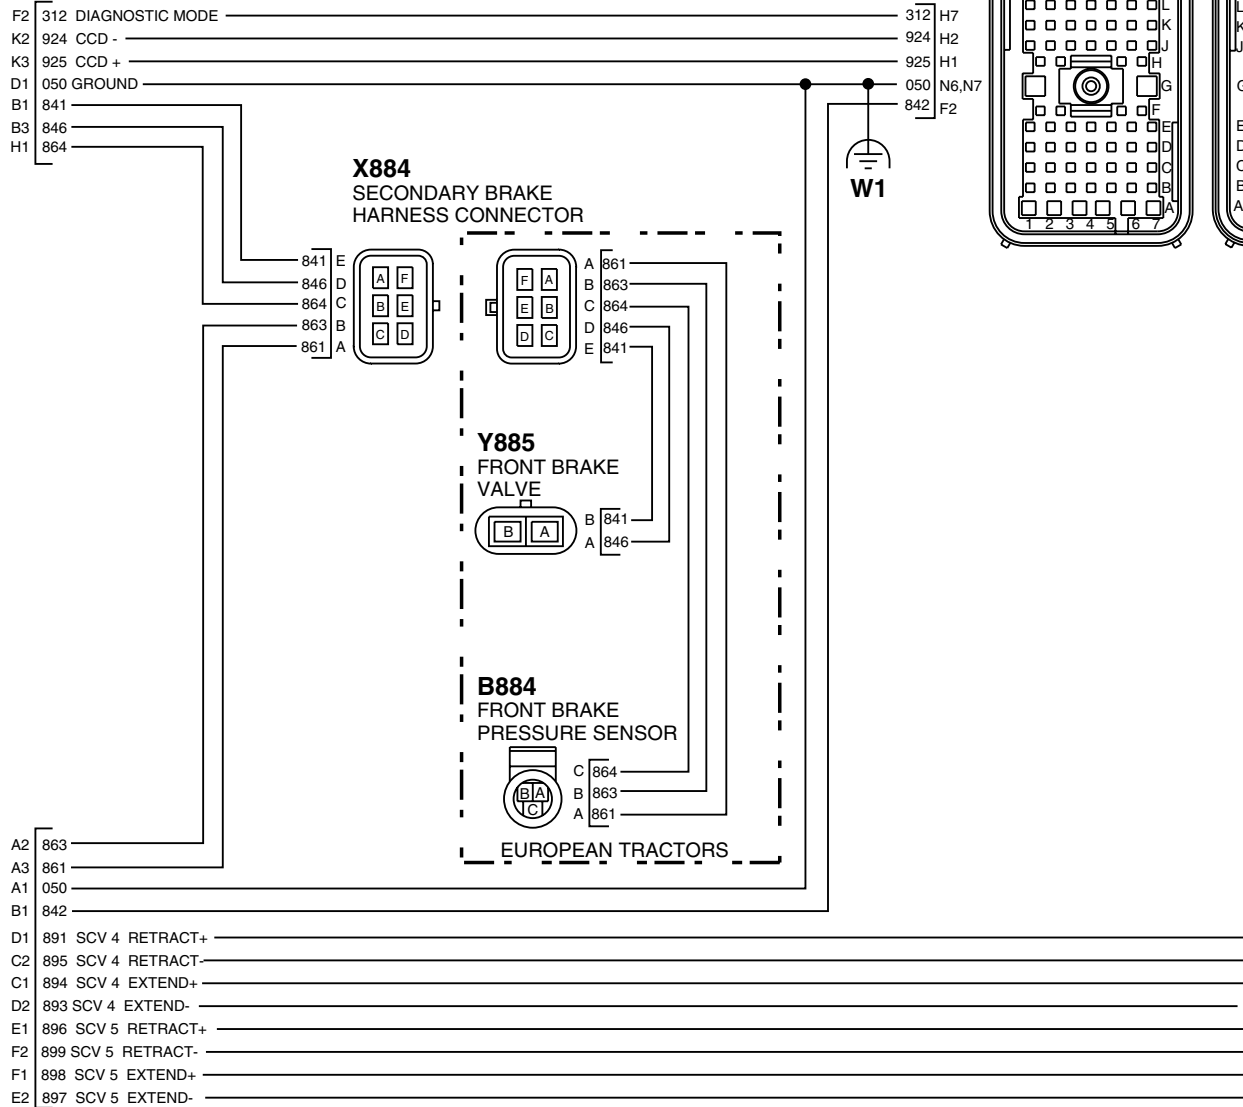 F2 312 DIAGNOSTIC MODE 312 H7
K2 924 CCD - 924 H2
K3 925 CCD + 925 H1
D1 050 GROUND 050 N6,N7
B1 841 842 F2
B3 846
H1 864
W1
X884
SECONDARY BRAKE
HARNESS CONNECTOR
841 E
846 D
864 C
863 B
861 A
A F
B E
C D
F A
E B
D C
A 861
B 863
C 864
D 846
E 841
Y885
FRONT BRAKE
VALVE
B A
B 841
A 846
B884
FRONT BRAKE
PRESSURE SENSOR
B A
C
C 864
B 863
A 861
EUROPEAN TRACTORS
L
K
J
H
G
F
E
D
C
B
A
1 2 3 4 5 6 7
L
K
J
G
E
D
C
B
A
A2 863
A3 861
A1 050
B1 842
D1 891 SCV 4 RETRACT+
C2 895 SCV 4 RETRACT-
C1 894 SCV 4 EXTEND+
D2 893 SCV 4 EXTEND-
E1 896 SCV 5 RETRACT+
F2 899 SCV 5 RETRACT-
F1 898 SCV 5 EXTEND+
E2 897 SCV 5 EXTEND-